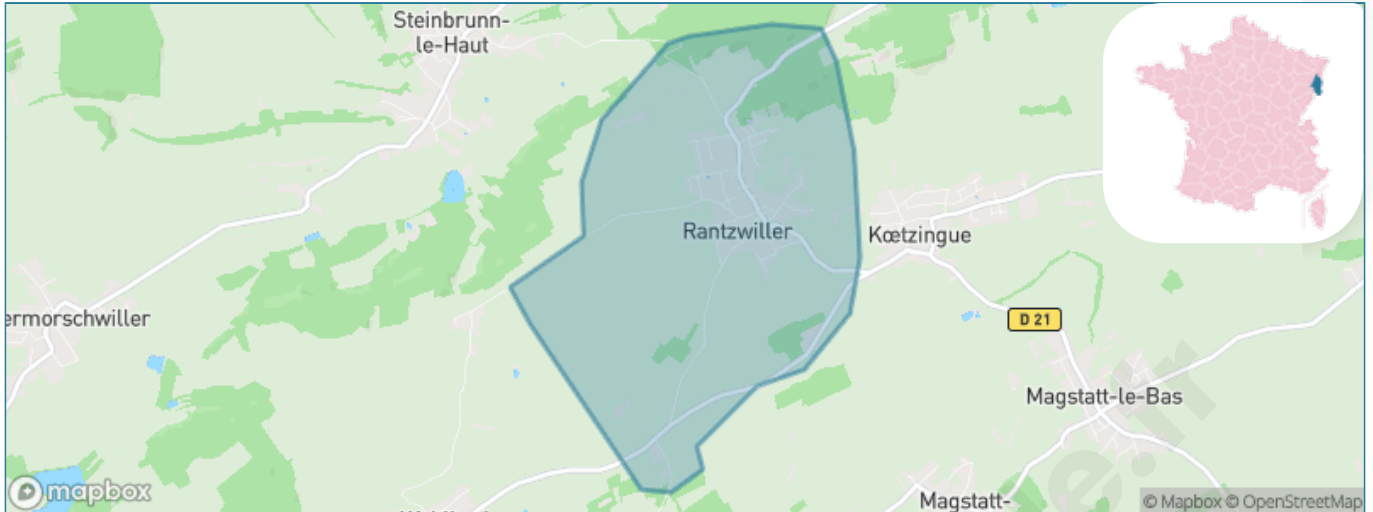 Steinbrunn-
le-Haut
Rantzwiller
Kœtzingue
ermorschwiller
D 21
Magstatt-le-Bas
Magstatt-
mapbox
© Mapbox © OpenStreetMap